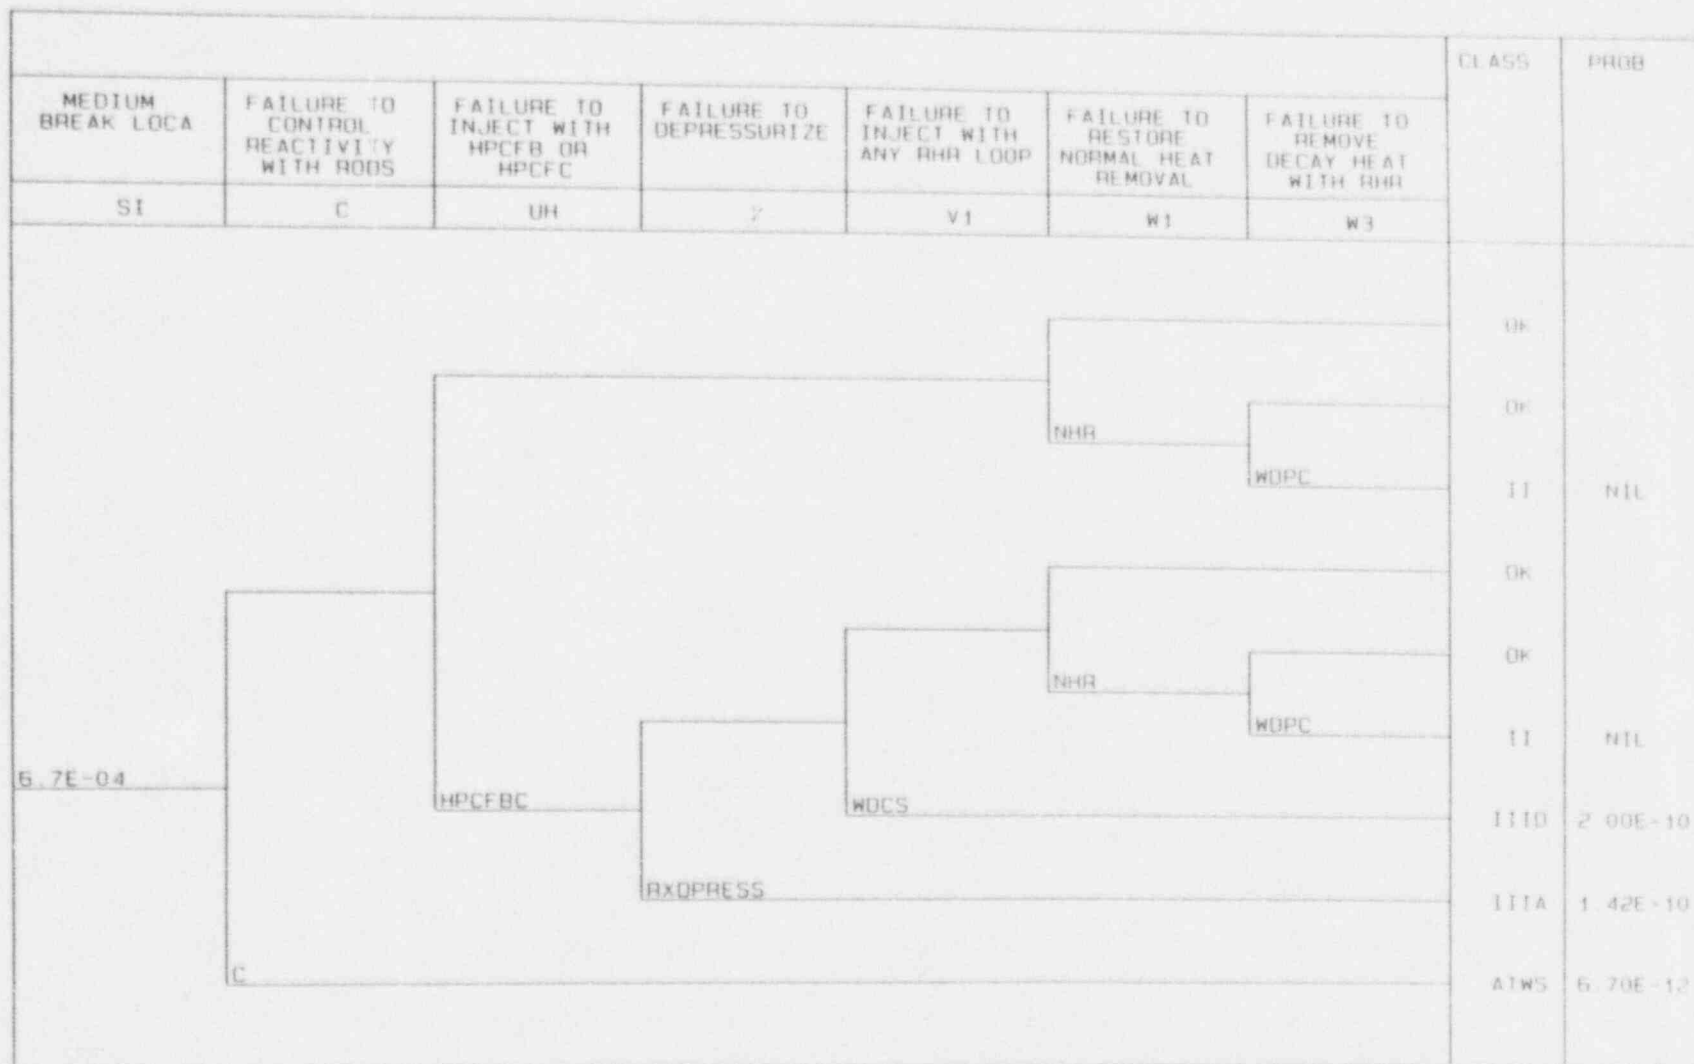 CLASS
PROB
MEDIUM
BREAK LOCA
FAILURE TO
CONTROL
REACTIVITY
WITH RODS
FAILURE TO
INJECT WITH
HPCFB OR
HPCFC
FAILURE TO
DEPRESSURIZE
FAILURE TO
INJECT WITH
ANY RHR LOOP
FAILURE TO
RESTORE
NORMAL HEAT
REMOVAL
FAILURE TO
REMOVE
DECAY HEAT
WITH RHR
SI
C
UH
V1
W1
W3
OK
OK
NHR
WDPC
II
NIL
OK
OK
NHR
WDPC
II
NIL
6.7E-04
HPCFBC
WDCS
IIID
2.00E-10
RXDPRESS
IIIA
1.42E-10
C
ATWS
6.70E-12